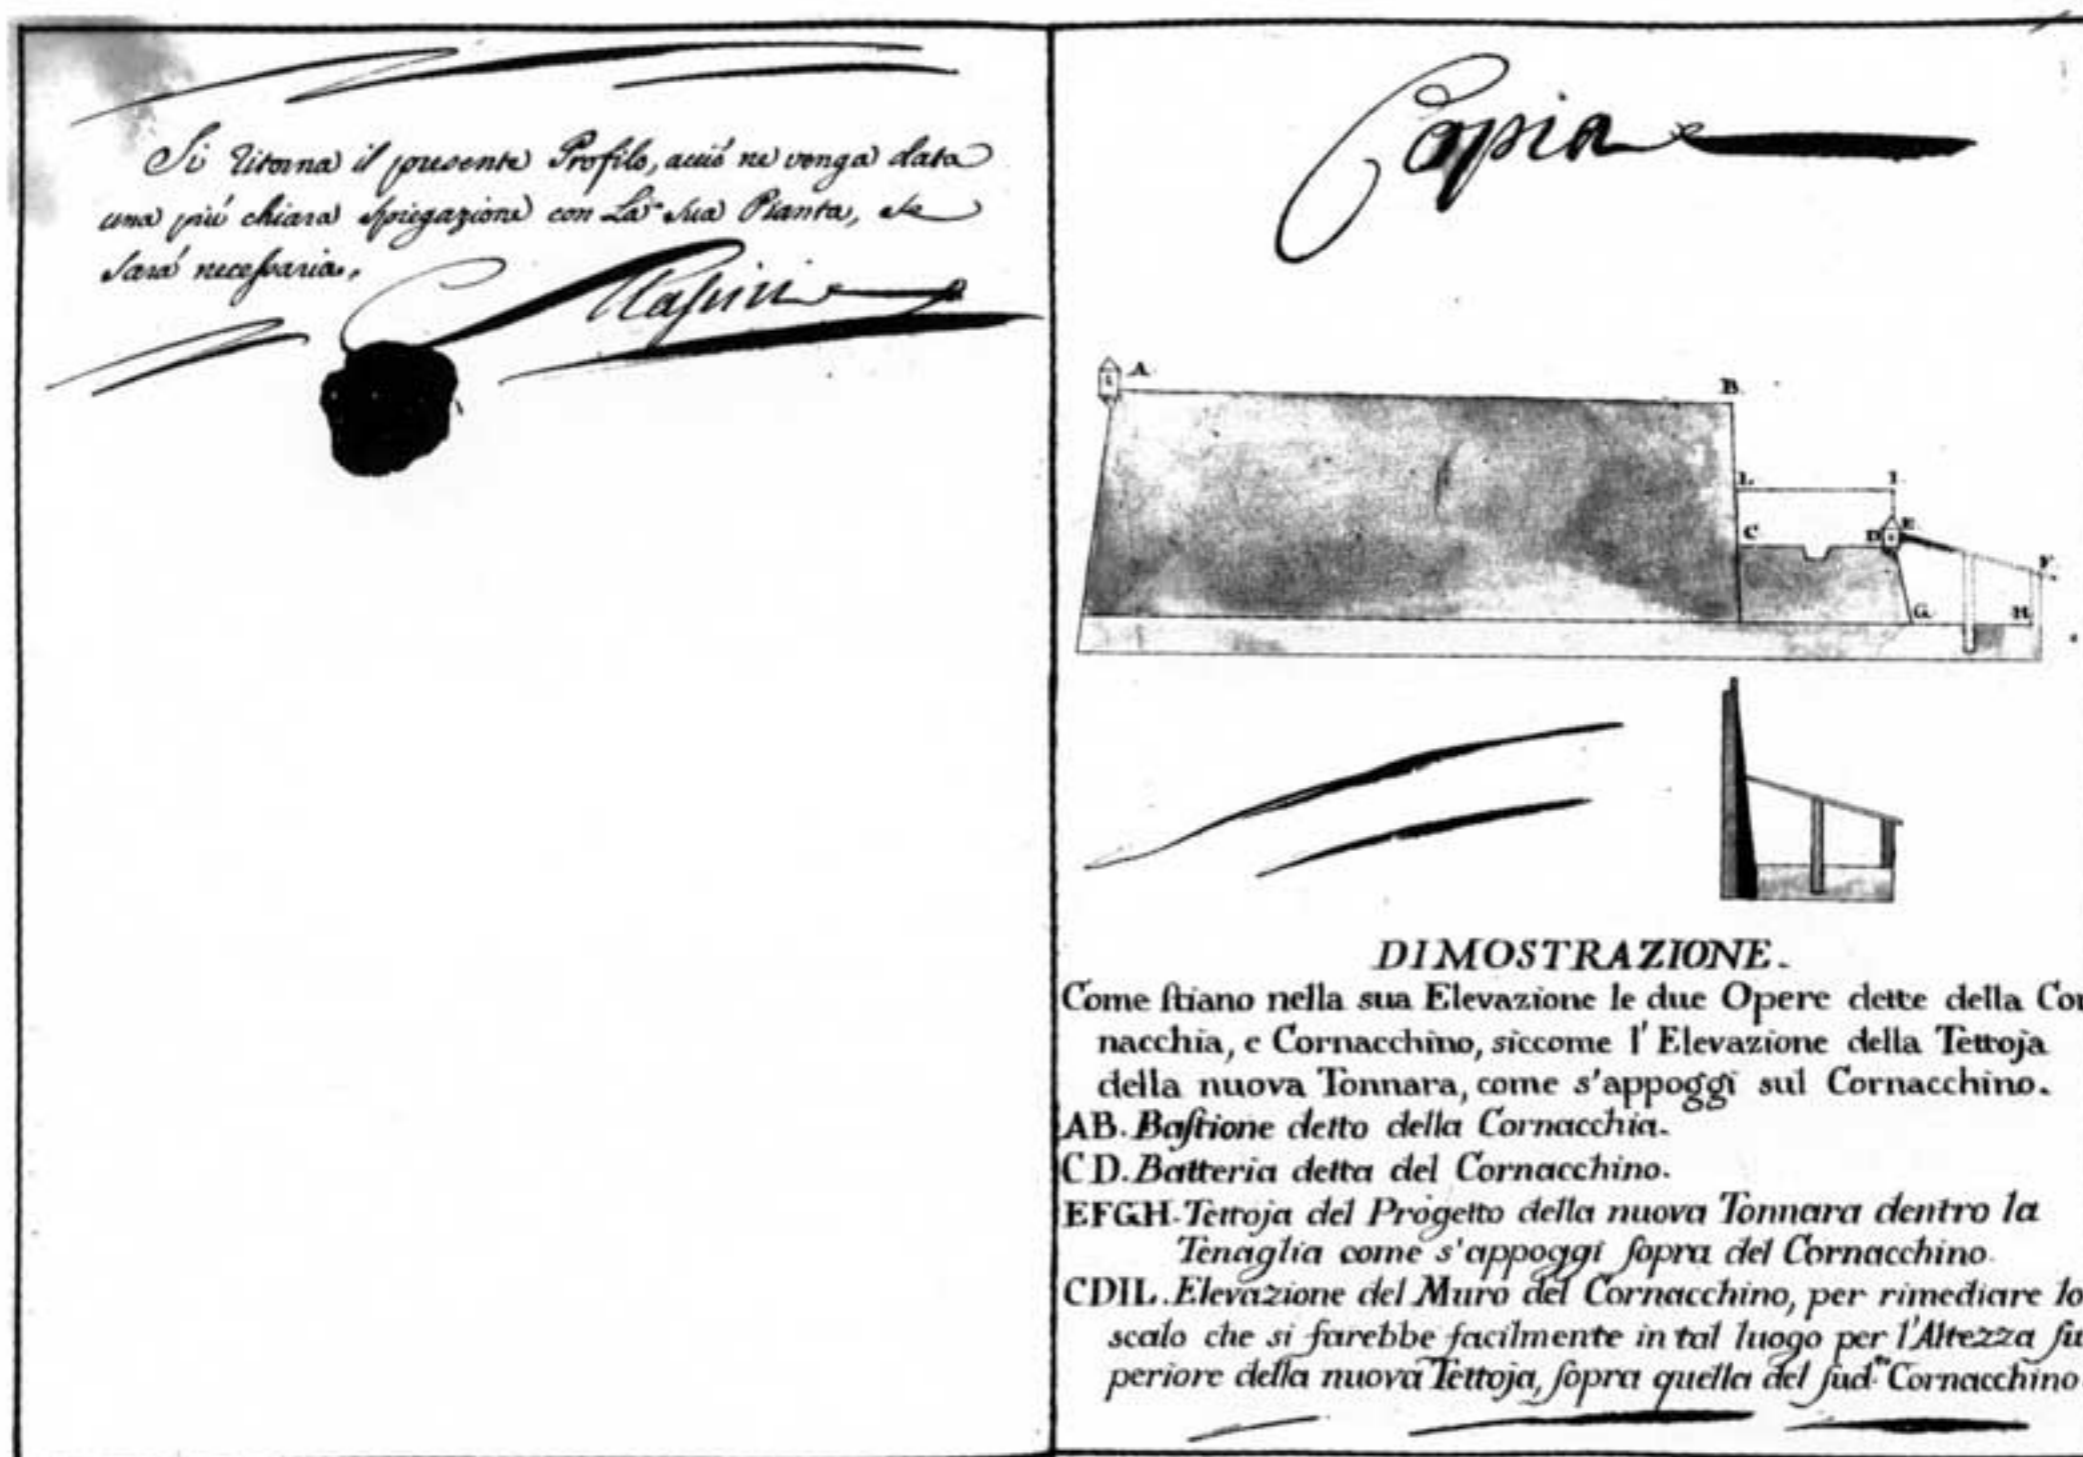 Si ritorna il presente Profilo, acciò ne venga data
una più chiara spiegazione con La sua Pianta, se
sarà necessaria.,
Copia
A.
B.
L. I.
C D E
F.
G. H.
DIMOSTRAZIONE.
Come stiano nella sua Elevazione le due Opere dette della Cor
nacchia, e Cornacchino, siccome l'Elevazione della Tettoja
della nuova Tonnara, come s'appoggi sul Cornacchino.
AB. Bastione detto della Cornacchia.
CD. Batteria detta del Cornacchino.
EFGH. Tettoja del Progetto della nuova Tonnara dentro la
Tenaglia come s'appoggi sopra del Cornacchino.
CDIL. Elevazione del Muro del Cornacchino, per rimediare lo
scalo che si farebbe facilmente in tal luogo per l'Altezza su
periore della nuova Tettoja, sopra quella del sud.to Cornacchino